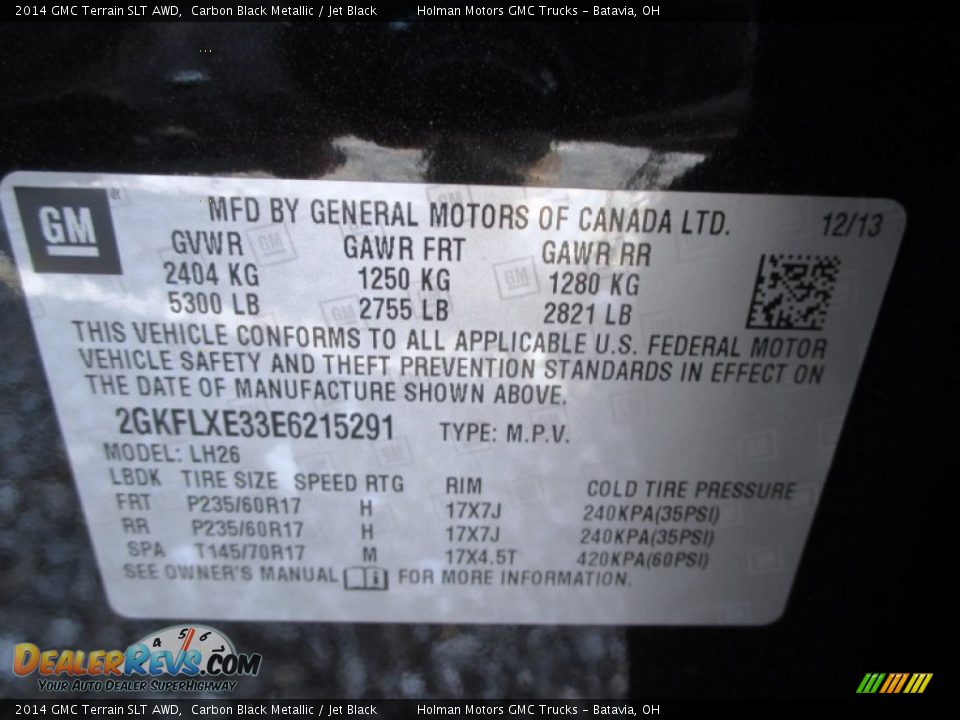 2014 GMC Terrain SLT AWD, Carbon Black Metallic / Jet Black Holman Motors GMC Trucks - Batavia, OH
GM
MFD BY GENERAL MOTORS OF CANADA LTD. 12/13
GVWR GAWR FRT GAWR RR
2404 KG 1250 KG 1280 KG
5300 LB 2755 LB 2821 LB
THIS VEHICLE CONFORMS TO ALL APPLICABLE U.S. FEDERAL MOTOR
VEHICLE SAFETY AND THEFT PREVENTION STANDARDS IN EFFECT ON
THE DATE OF MANUFACTURE SHOWN ABOVE.
2GKFLXE33E6215291 TYPE: M.P.V.
MODEL: LH26
LBDK TIRE SIZE SPEED RTG RIM COLD TIRE PRESSURE
FRT P235/60R17 H 17X7J 240KPA(35PSI)
RR P235/60R17 H 17X7J 240KPA(35PSI)
SPA T145/70R17 M 17X4.5T 420KPA(60PSI)
SEE OWNER'S MANUAL FOR MORE INFORMATION.
4 5 6
DEALERREVS.COM
Your Auto Dealer SuperHighway
2014 GMC Terrain SLT AWD, Carbon Black Metallic / Jet Black Holman Motors GMC Trucks - Batavia, OH